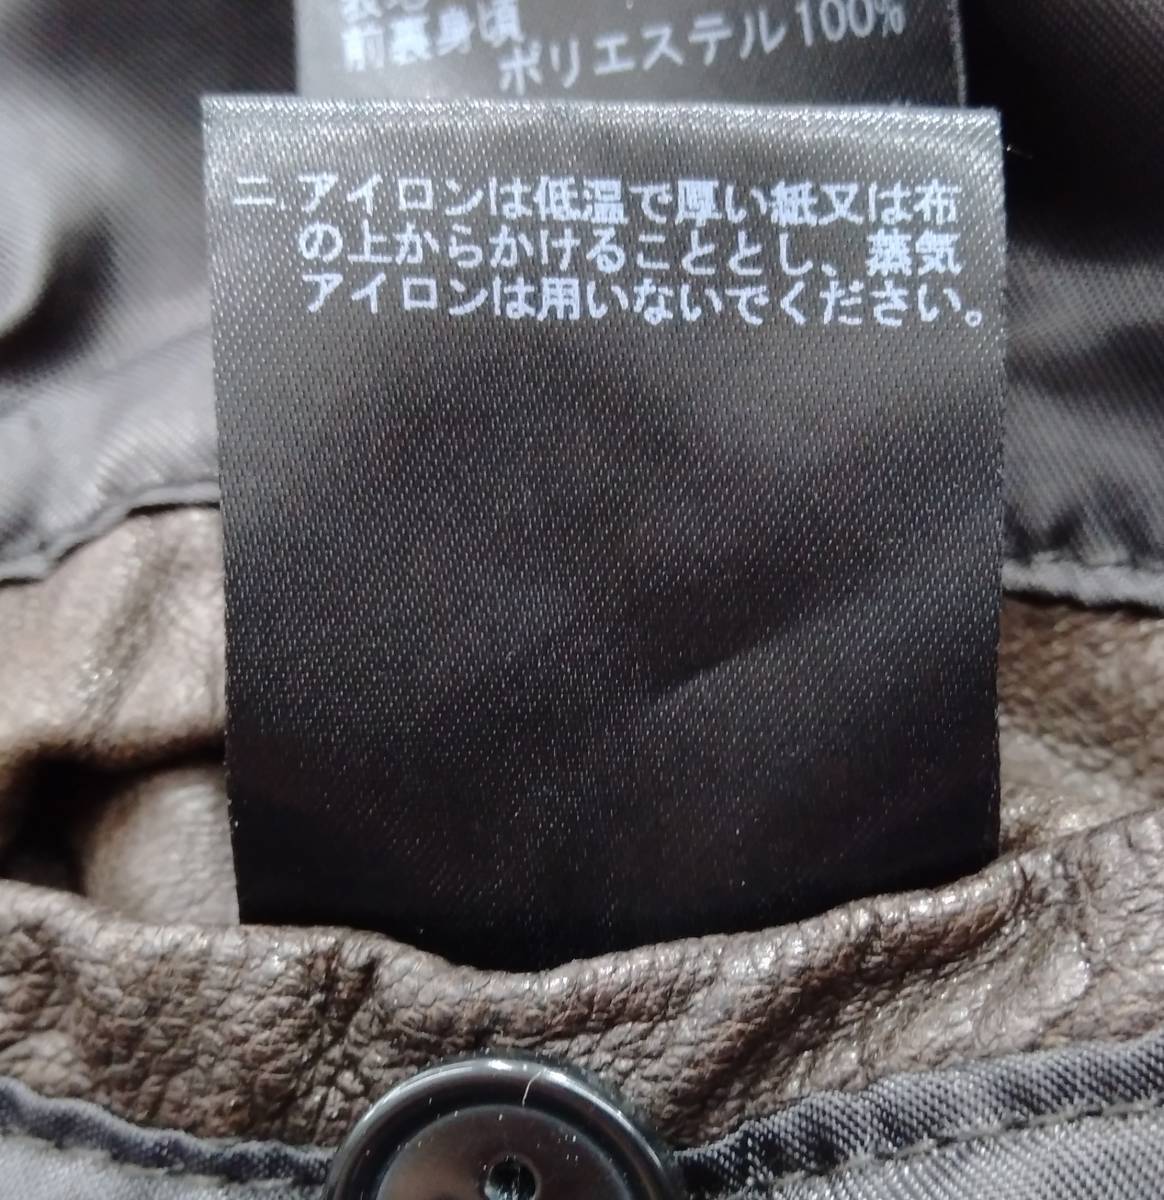 前裏身頃
ポリエステル100%
ニ.アイロンは低温で厚い紙又は布
の上からかけることとし、蒸気
アイロンは用いないでください。